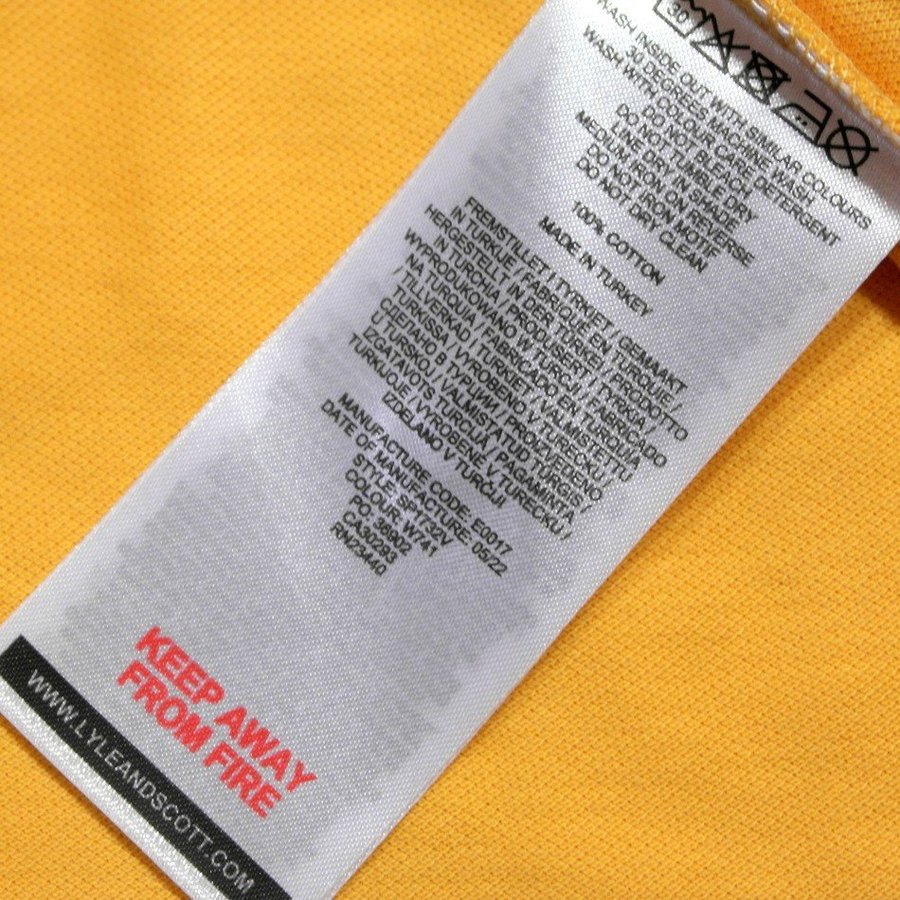 30
WASH INSIDE OUT WITH SIMILAR COLOURS
30 DEGREES MACHINE WASH
WASH WITH COLOUR CARE DETERGENT
DO NOT BLEACH
DO NOT TUMBLE DRY
LINE DRY IN SHADE
MEDIUM IRON ON REVERSE
DO NOT IRON MOTIF
DO NOT DRY CLEAN
100% COTTON
MADE IN TURKEY
FREMSTILLET I TYRKIET / GEMAAKT
IN TURKIJE / FABRIQUÉ EN TURQUIE /
HERGESTELLT IN DER TÜRKEI / PRODOTTO
IN TURCHIA / PRODUSERT I TYRKIA /
WYPRODUKOWANO W TURCJI / FABRICADO
NA TURQUIA / FABRICADO EN TURQUÍA
/ TILLVERKAD I TURKIET / VALMISTETTU
TURKISSA / VYROBENO V TURECKU /
СДЕЛАНО В ТУРЦИИ / PROIZVEDENO
U TURSKOJ / VALMISTATUD TÜRGIS /
IZGATAVOTS TURCIJĀ / PAGAMINTA
TURKIJOJE / VYROBENÉ V TURECKU /
IZDELANO V TURČIJI
MANUFACTURE CODE: E0017
DATE OF MANUFACTURE: 05/22
STYLE SP1732V
COLOUR: W741
PO: 36902
CA30293
RN23440
KEEP AWAY
FROM FIRE
WWW.LYLEANDSCOTT.COM